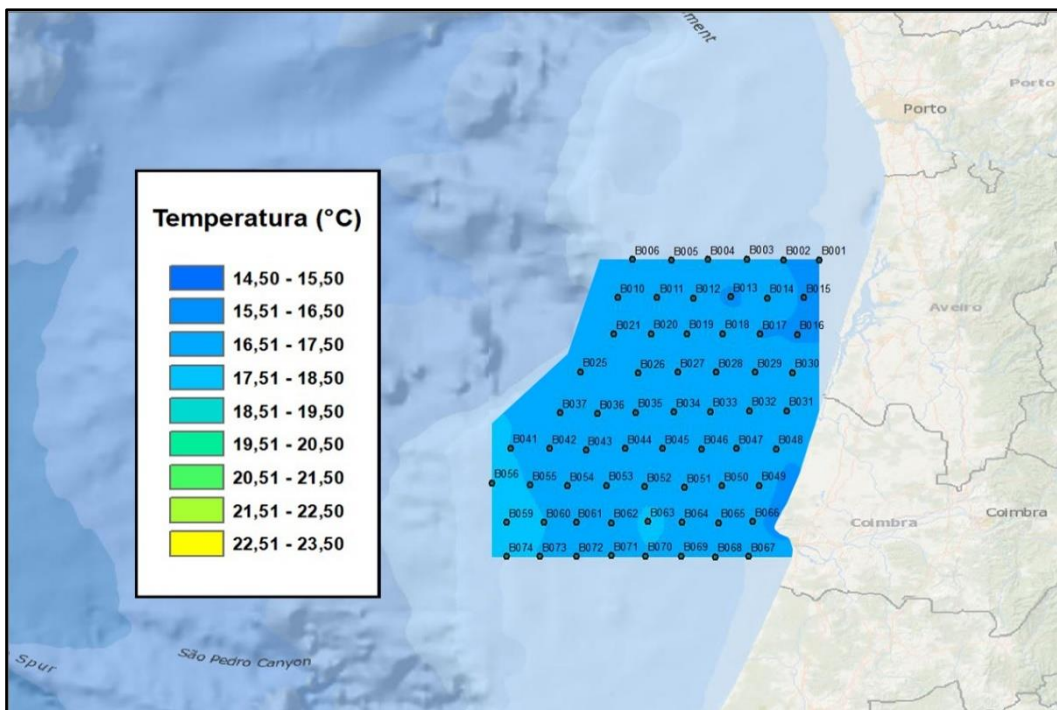 ment
Porto
Porto
Temperatura (°C)
14,50 - 15,50
15,51 - 16,50
16,51 - 17,50
17,51 - 18,50
18,51 - 19,50
19,51 - 20,50
20,51 - 21,50
21,51 - 22,50
22,51 - 23,50
B006 B005 B004 B003 B002 B001
B010 B011 B012 B013 B014 B015
Aveiro
B021 B020 B019 B018 B017 B016
B025 B026 B027 B028 B029 B030
B037 B036 B035 B034 B033 B032 B031
B041 B042 B043 B044 B045 B046 B047 B048
B056 B055 B054 B053 B052 B051 B050 B049
B059 B060 B061 B062 B063 B064 B065 B066
Coimbra
Coimbra
B074 B073 B072 B071 B070 B069 B068 B067
Spur
São Pedro Canyon